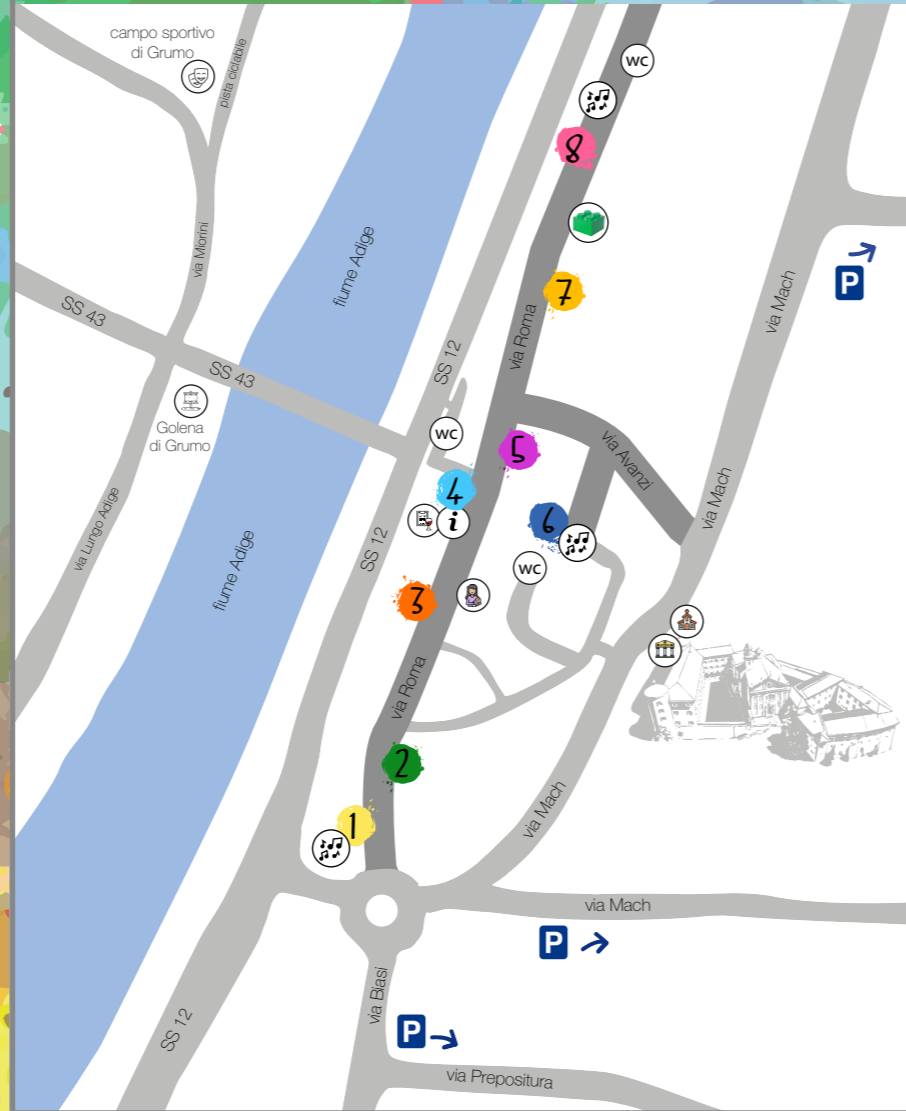 campo sportivo
di Grumo
pista ciclabile
wc
8
via Miorini
fiume Adige
7
via Mach
P
SS 43
SS 43
SS 12
via Roma
Golena
di Grumo
wc
5
via Avanzi
4
i
6
via Mach
via Lungo Adige
fiume Adige
SS 12
wc
3
via Roma
2
via Mach
1
via Mach
P
via Biasi
SS 12
P
via Prepositura